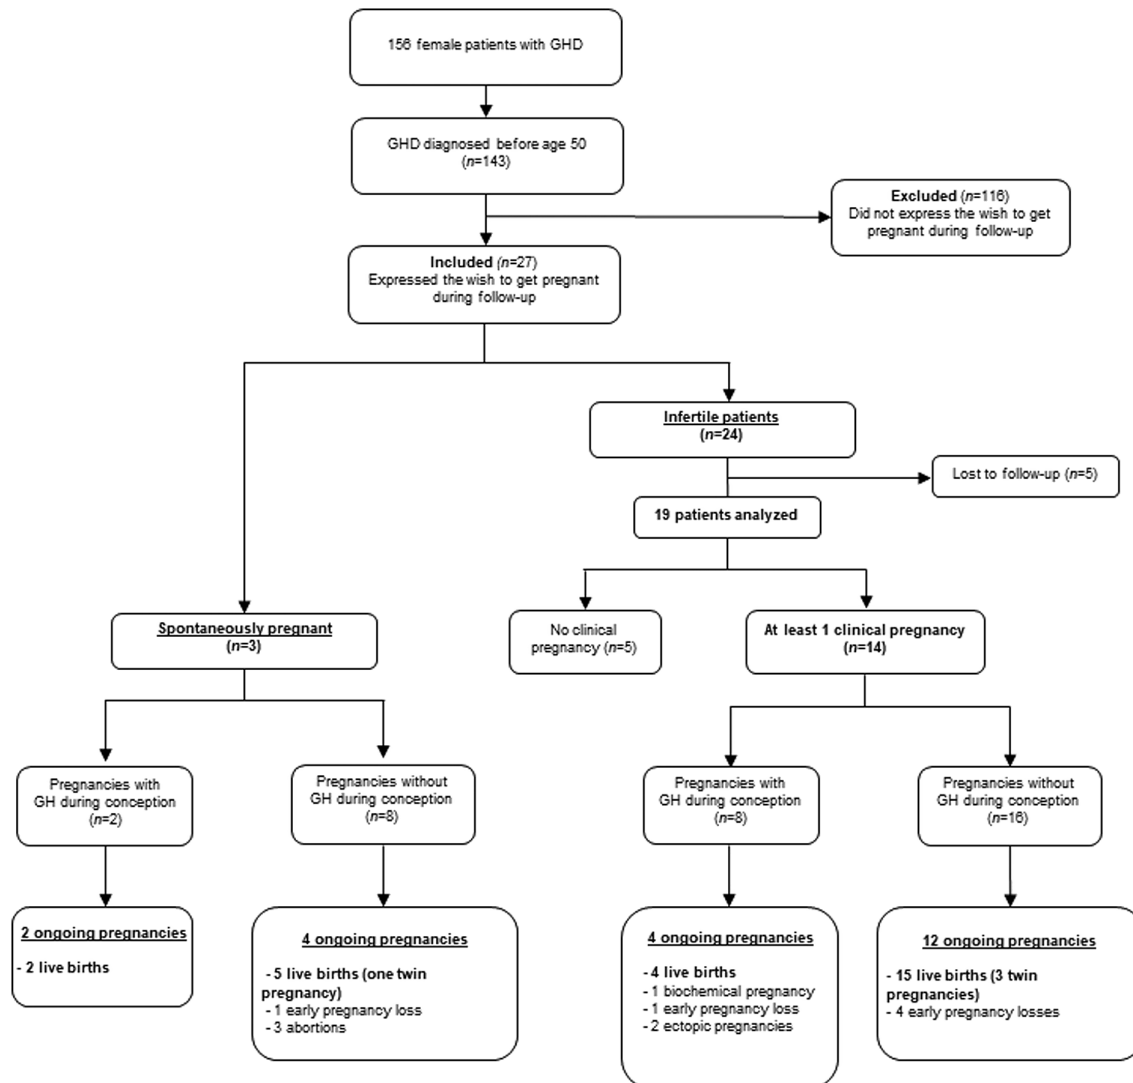 156 female patients with GHD
GHD diagnosed before age 50
(n=143)
Excluded (n=116)
Did not express the wish to get
pregnant during follow-up
Included (n=27)
Expressed the wish to get pregnant
during follow-up
Infertile patients
(n=24)
Lost to follow-up (n=5)
19 patients analyzed
Spontaneously pregnant
(n=3)
No clinical
pregnancy (n=5)
At least 1 clinical pregnancy
(n=14)
Pregnancies with
GH during conception
(n=2)
Pregnancies without
GH during conception
(n=8)
Pregnancies with
GH during conception
(n=8)
Pregnancies without
GH during conception
(n=16)
2 ongoing pregnancies
- 2 live births
4 ongoing pregnancies
- 5 live births (one twin
pregnancy)
- 1 early pregnancy loss
- 3 abortions
4 ongoing pregnancies
- 4 live births
- 1 biochemical pregnancy
- 1 early pregnancy loss
- 2 ectopic pregnancies
12 ongoing pregnancies
- 15 live births (3 twin
pregnancies)
- 4 early pregnancy losses